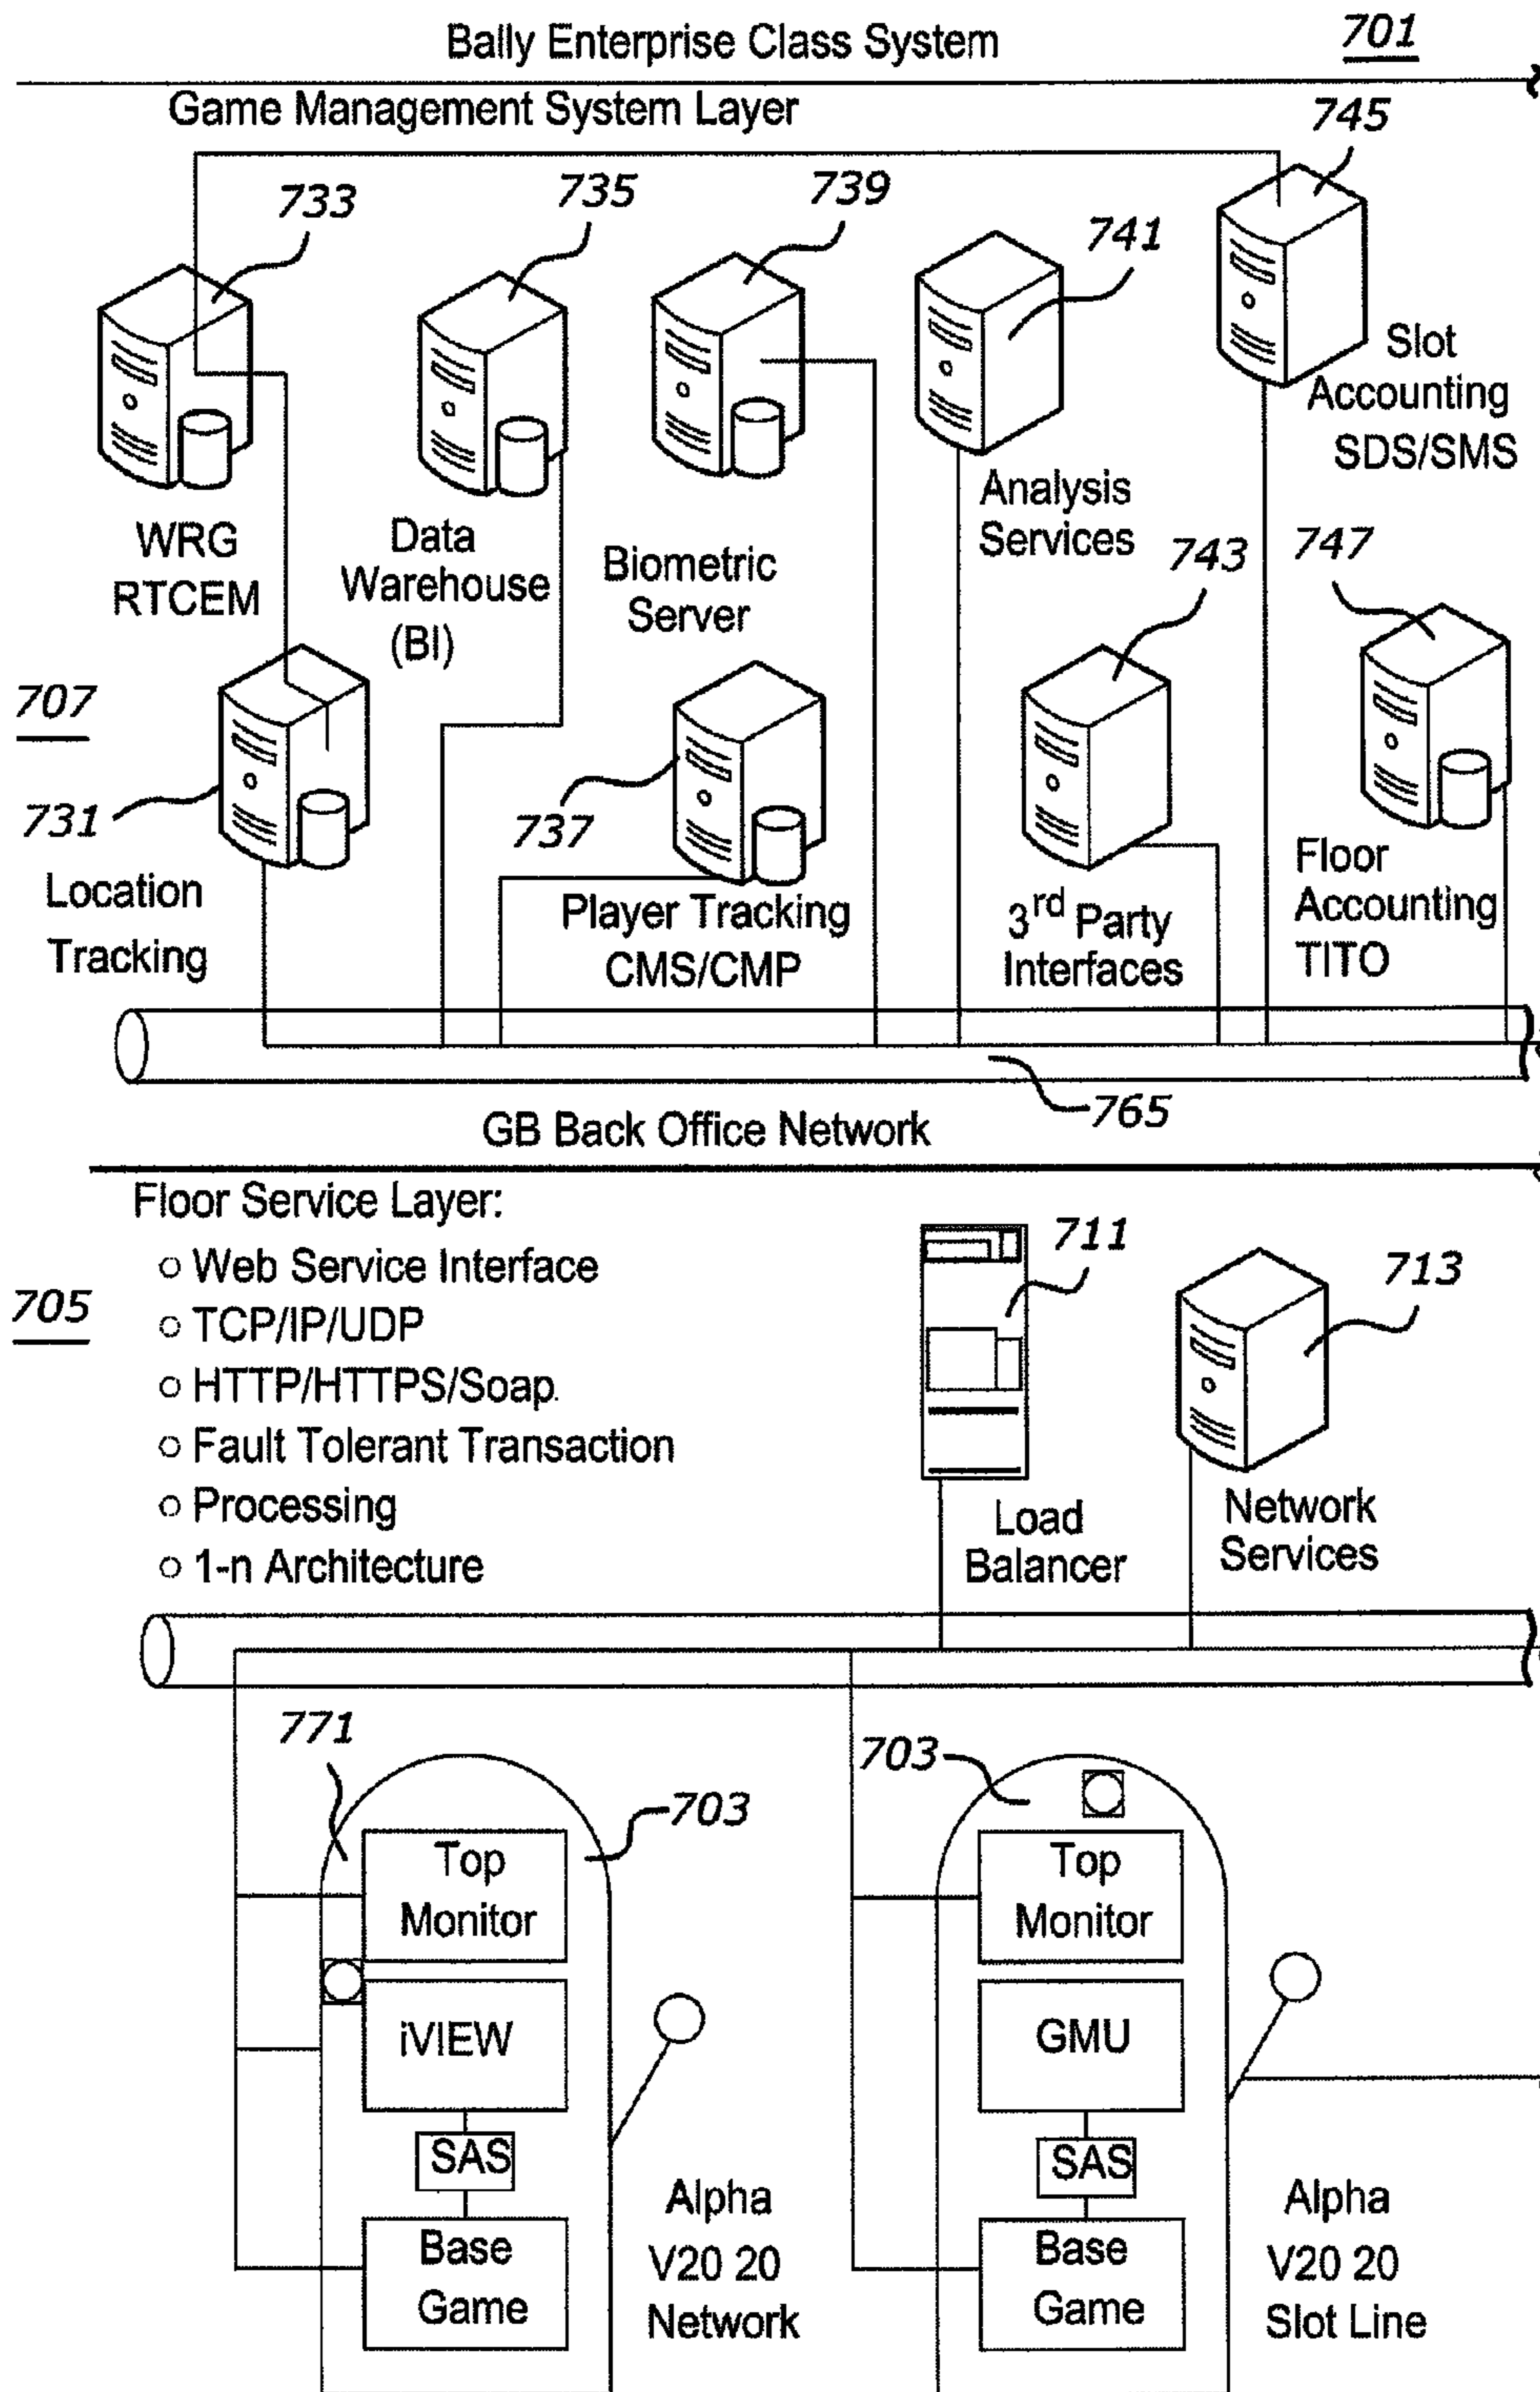 Bally Enterprise Class System
701
Game Management System Layer
745
733
735
739
741
Slot
Accounting
SDS/SMS
WRG
RTCEM
Data
Warehouse
(BI)
Biometric
Server
Analysis
Services
743
747
707
731
Location
Tracking
737
Player Tracking
CMS/CMP
3rd Party
Interfaces
Floor
Accounting
TITO
765
GB Back Office Network
Floor Service Layer:
705
○ Web Service Interface
○ TCP/IP/UDP
○ HTTP/HTTPS/Soap.
○ Fault Tolerant Transaction
○ Processing
○ 1-n Architecture
711
713
Load
Balancer
Network
Services
771
703
703
Top
Monitor
iVIEW
SAS
Base
Game
Alpha
V20 20
Network
Top
Monitor
GMU
SAS
Base
Game
Alpha
V20 20
Slot Line